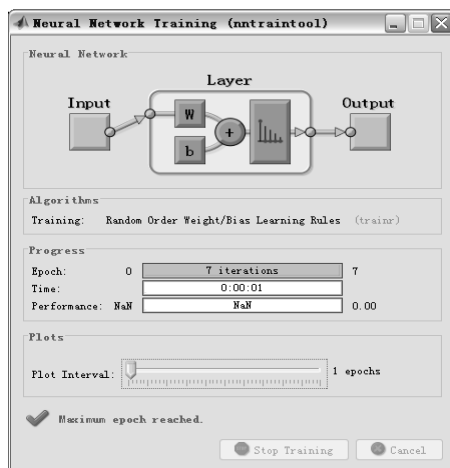 Neural Network Training (nntraintool)
Neural Network
Layer
Input
Output
W
b
+
Algorithms
Training: Random Order Weight/Bias Learning Rules (trainr)
Progress
Epoch: 0 7 iterations 7
Time: 0:00:01
Performance: NaN NaN 0.00
Plots
Plot Interval: 1 epochs
Maximum epoch reached.
Stop Training Cancel